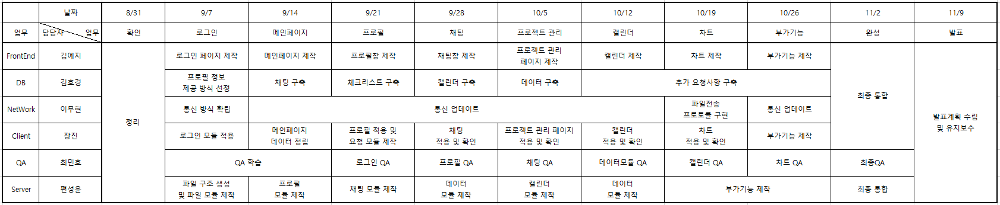 날짜 8/31 9/7 9/14 9/21 9/28 10/5 10/12 10/19 10/26 11/2 11/9
업무 담당자 업무 확인 로그인 메인페이지 프로필 채팅 프로젝트 관리 캘린더 차트 부가기능 완성 발표
FrontEnd 김예지 로그인 페이지 제작 메인페이지 제작 프로필창 제작 채팅창 제작 프로젝트 관리
페이지 제작 캘린더 제작 차트 제작 부가기능 제작
DB 김호경 프로필 정보
제공 방식 선정 채팅 구축 체크리스트 구축 캘린더 구축 데이터 구축 추가 요청사항 구축
최종 통합
NetWork 이무현 통신 방식 확립 통신 업데이트 파일전송
프로토콜 구현 통신 업데이트
정리
발표계획 수립
및 유지보수
Client 장진 로그인 모듈 적용 메인페이지
데이터 정립 프로필 적용 및
요청 모듈 제작 채팅
적용 및 확인 프로젝트 관리 페이지
적용 및 확인 캘린더
적용 및 확인 차트
적용 및 확인 부가기능 제작
QA 최민호 QA 학습 로그인 QA 프로필 QA 채팅 QA 데이터모듈 QA 캘린더 QA 차트 QA 최종QA
Server 편성윤 파일 구조 생성
및 파일 모듈 제작 프로필
모듈 제작 채팅 모듈 제작 데이터
모듈 제작 캘린더
모듈 제작 데이터
모듈 제작 부가기능 제작 최종 통합